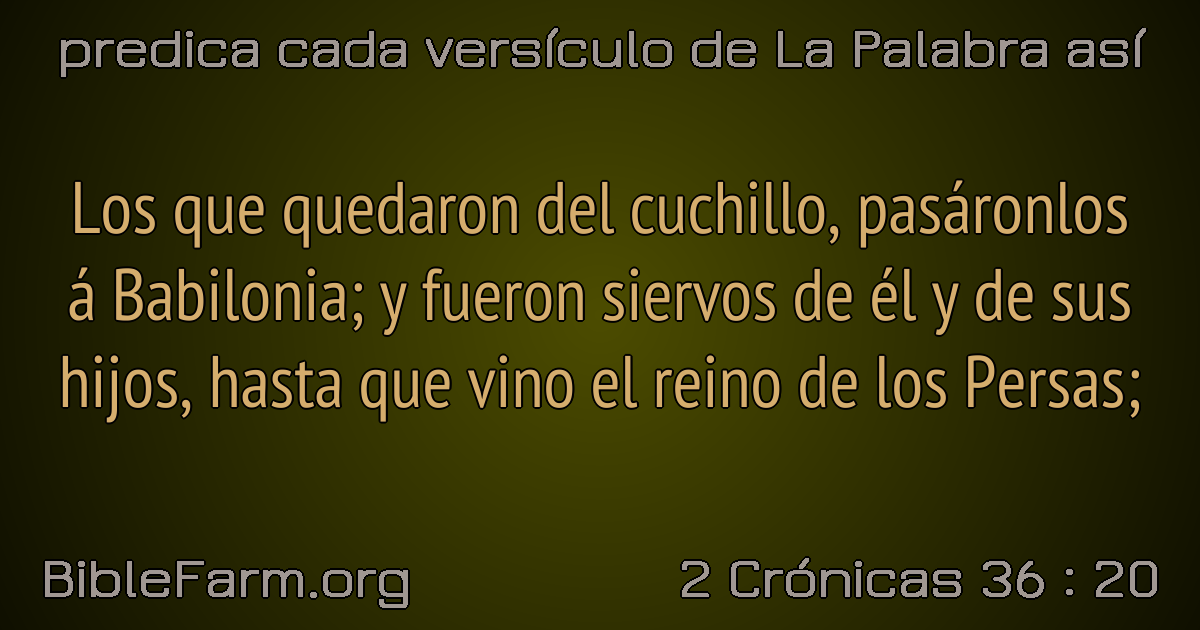 predica cada versículo de La Palabra así
Los que quedaron del cuchillo, pasáronlos
á Babilonia; y fueron siervos de él y de sus
hijos, hasta que vino el reino de los Persas;
BibleFarm.org
2 Crónicas 36 : 20